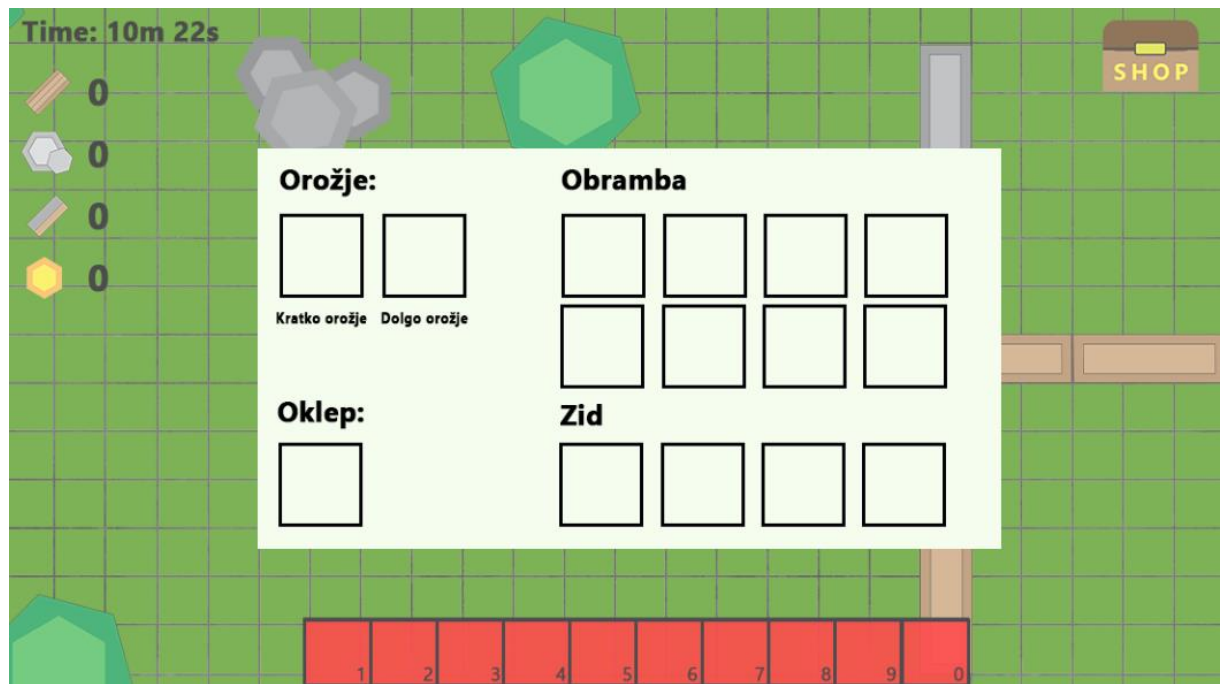 Time: 10m 22s
SHOP
0
0
0
0
Orožje:
Kratko orožje
Dolgo orožje
Obramba
Oklep:
Zid
1 2 3 4 5 6 7 8 9 0